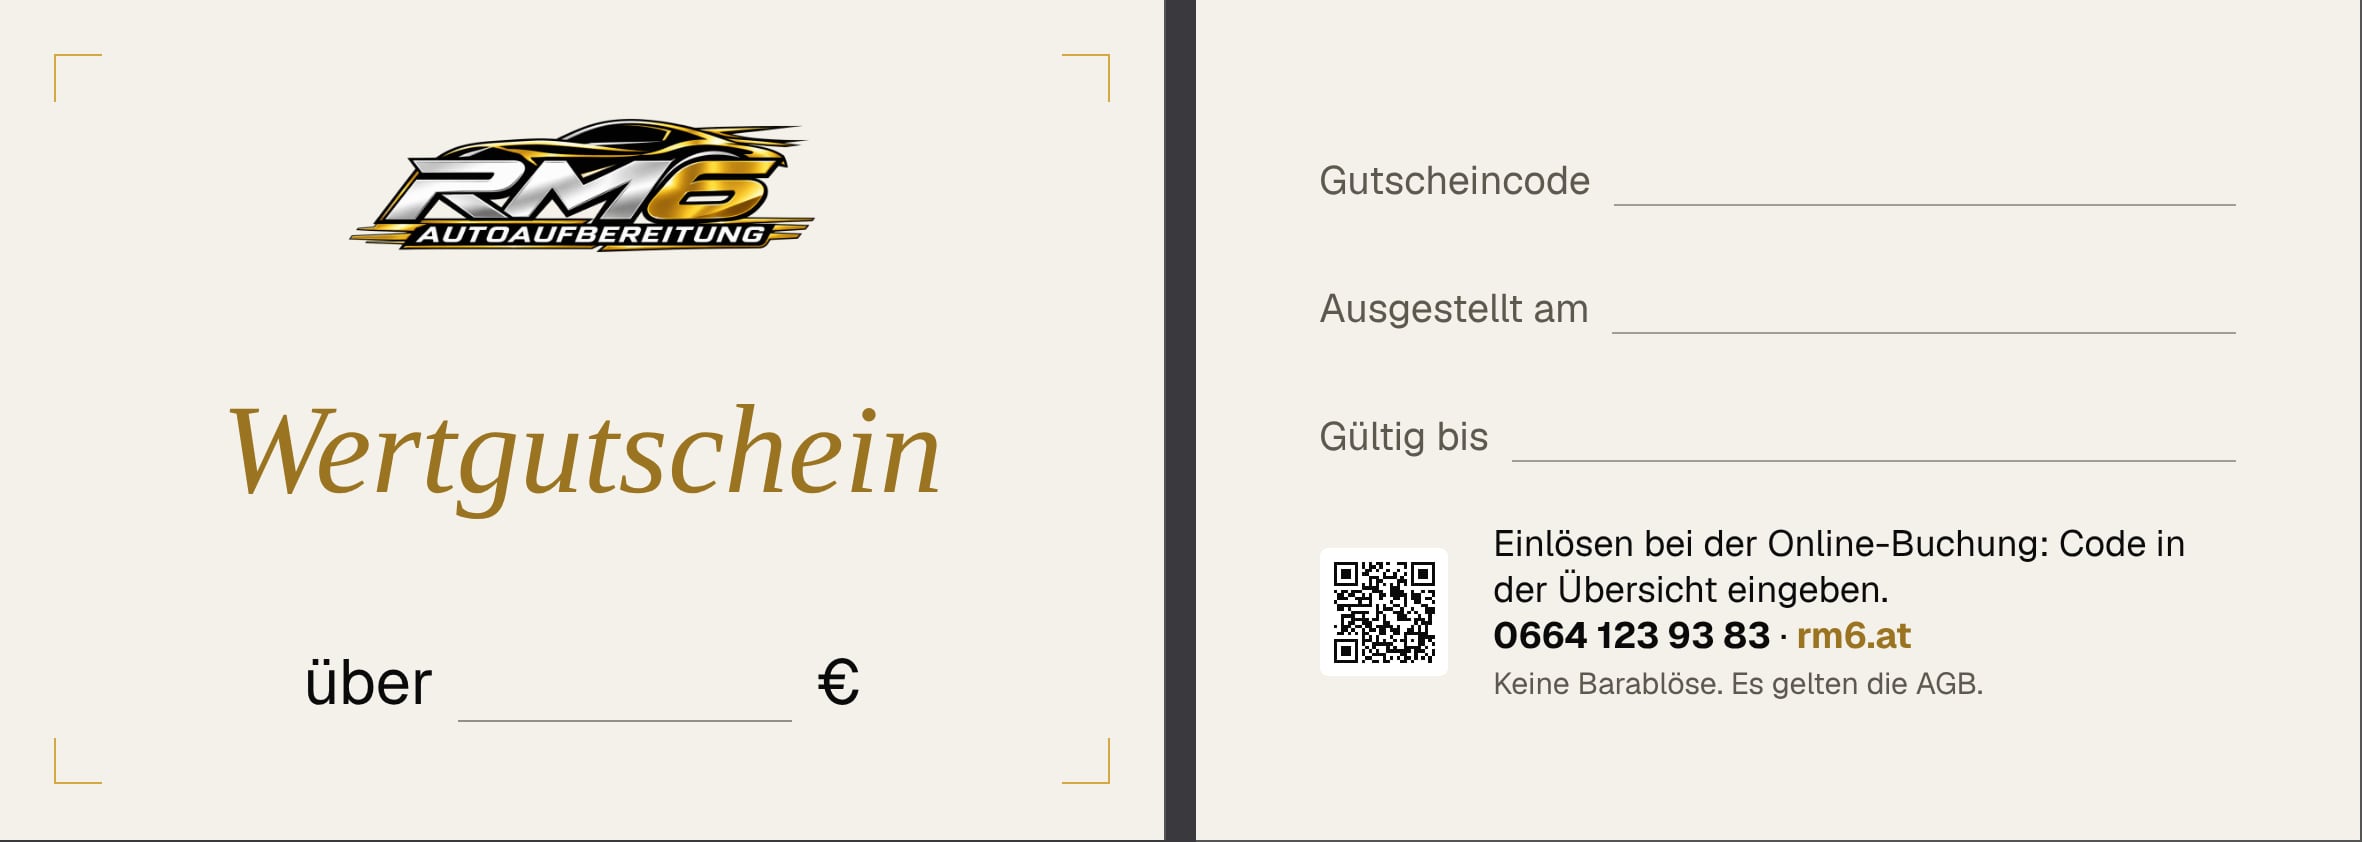 RM6
AUTOAUFBEREITUNG
Wertgutschein
über €
Gutscheincode
Ausgestellt am
Gültig bis
Einlösen bei der Online-Buchung: Code in
der Übersicht eingeben.
0664 123 93 83 · rm6.at
Keine Barablöse. Es gelten die AGB.